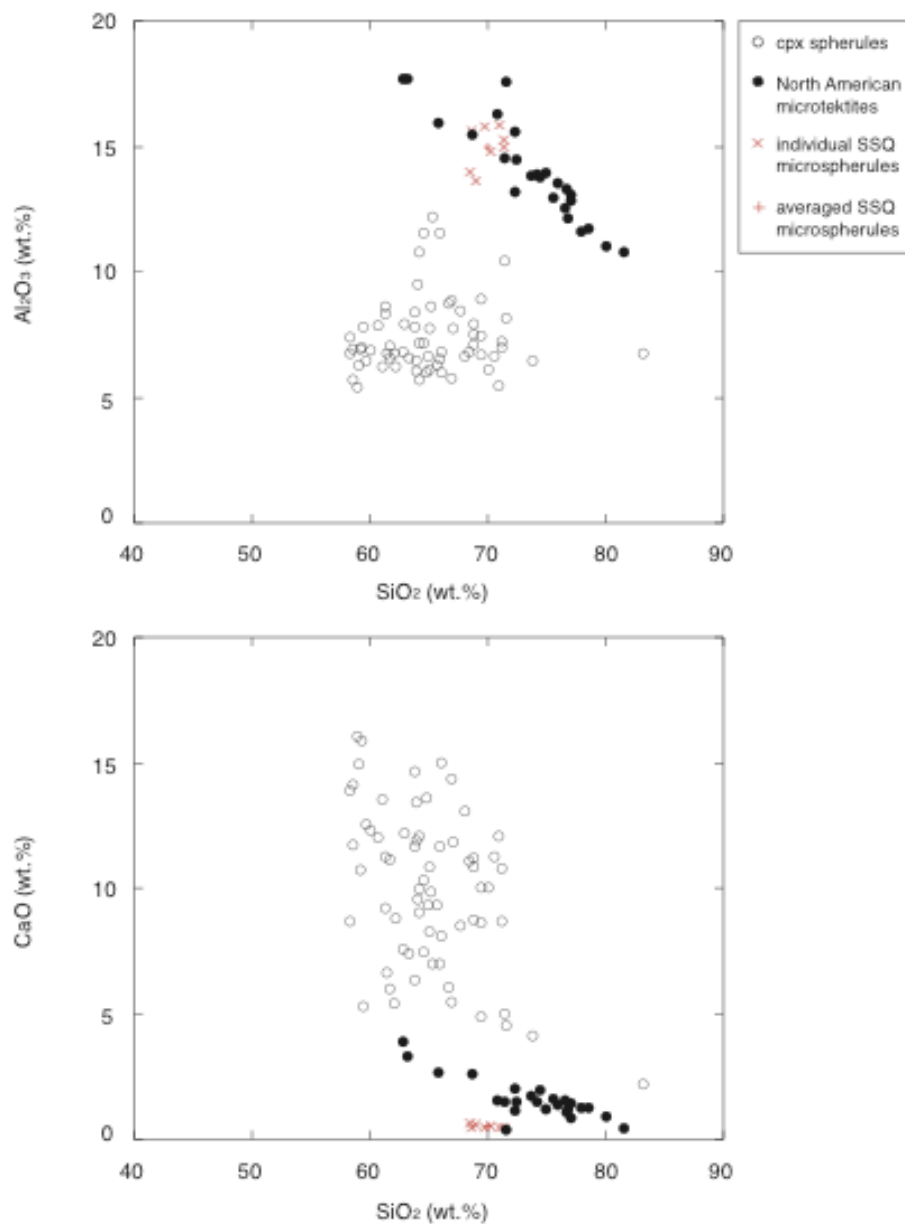 20
15
10
5
0
Al2O3 (wt.%)
40 50 60 70 80 90
SiO2 (wt.%)
cpx spherules
North American
microtektites
individual SSQ
microspherules
averaged SSQ
microspherules
20
15
10
5
0
CaO (wt.%)
40 50 60 70 80 90
SiO2 (wt.%)